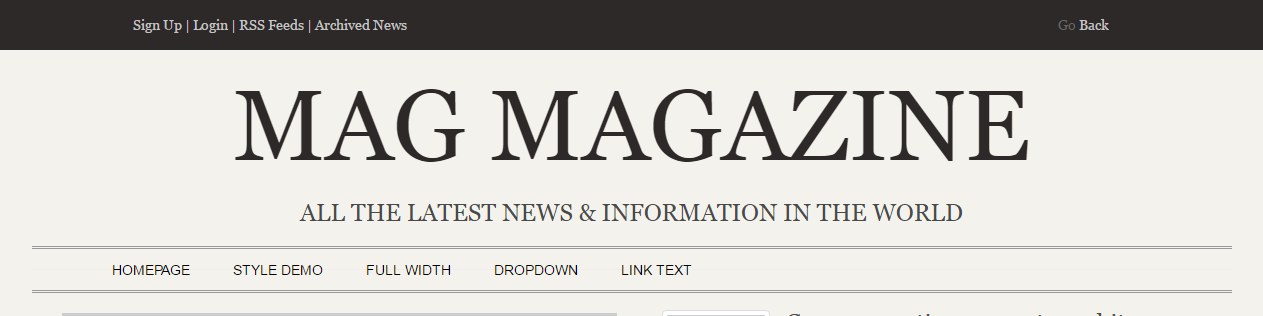 Sign Up | Login | RSS Feeds | Archived News
Go Back
MAG MAGAZINE
ALL THE LATEST NEWS & INFORMATION IN THE WORLD
HOMEPAGE STYLE DEMO FULL WIDTH DROPDOWN LINK TEXT